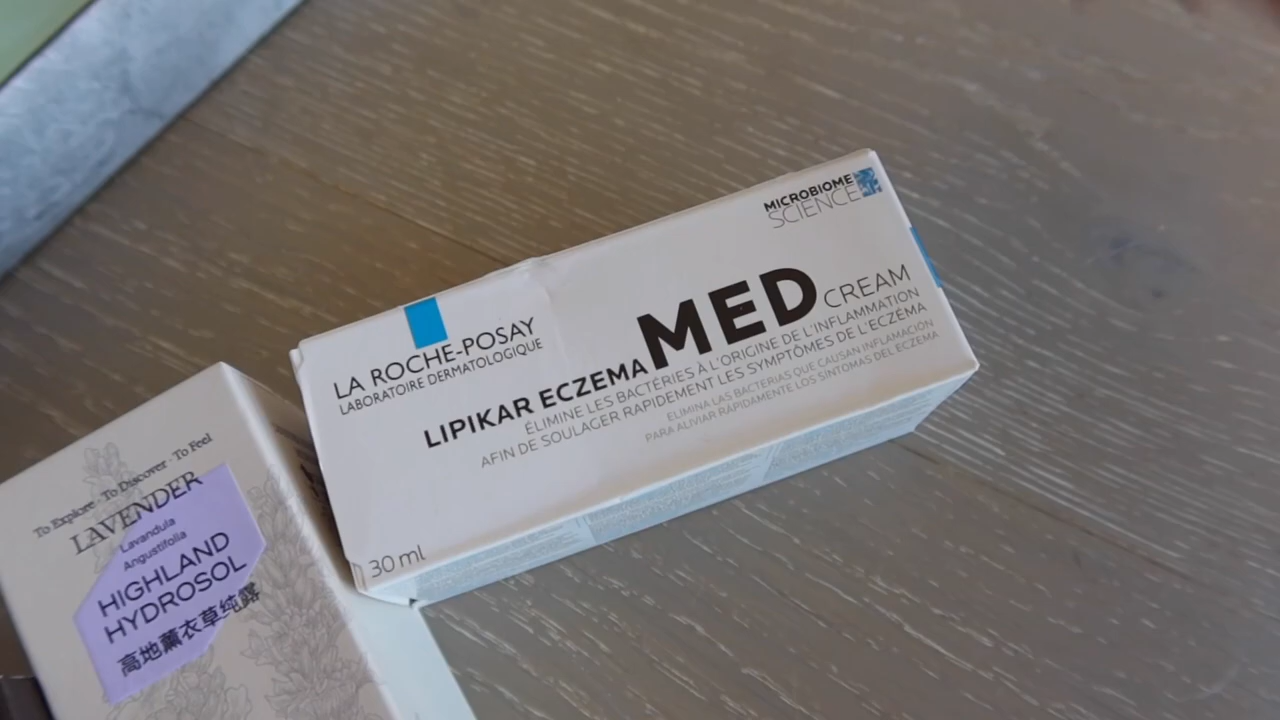 MICROBIOME
SCIENCE
LA ROCHE-POSAY
LABORATOIRE DERMATOLOGIQUE
LIPIKAR ECZEMA MED CREAM
ÉLIMINE LES BACTÉRIES À L'ORIGINE DE L'INFLAMMATION
AFIN DE SOULAGER RAPIDEMENT LES SYMPTÔMES DE L'ECZÉMA
ELIMINA LAS BACTERIAS QUE CAUSAN INFLAMACIÓN
PARA ALIVIAR RÁPIDAMENTE LOS SÍNTOMAS DEL ECZEMA
30 ml
To Explore · To Discover · To Feel
LAVENDER
Lavandula
Angustifolia
HIGHLAND
HYDROSOL
高地薰衣草纯露